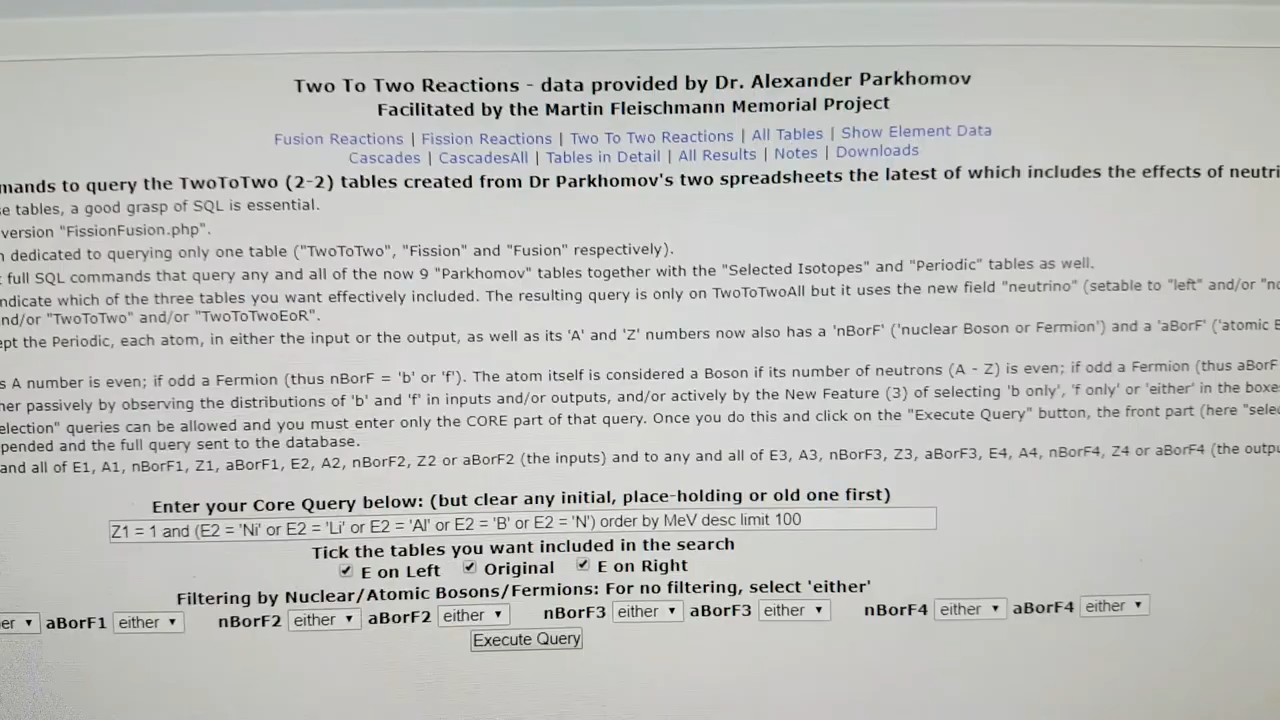 Two To Two Reactions - data provided by Dr. Alexander Parkhomov
Facilitated by the Martin Fleischmann Memorial Project
Fusion Reactions | Fission Reactions | Two To Two Reactions | All Tables | Show Element Data
Cascades | CascadesAll | Tables in Detail | All Results | Notes | Downloads
mands to query the TwoToTwo (2-2) tables created from Dr Parkhomov's two spreadsheets the latest of which includes the effects of neutri
se tables, a good grasp of SQL is essential.
version "FissionFusion.php".
n dedicated to querying only one table ("TwoToTwo", "Fission" and "Fusion" respectively).
t full SQL commands that query any and all of the now 9 "Parkhomov" tables together with the "Selected Isotopes" and "Periodic" tables as well.
ndicate which of the three tables you want effectively included. The resulting query is only on TwoToTwoAll but it uses the new field "neutrino" (setable to "left" and/or "no
nd/or "TwoToTwo" and/or "TwoToTwoEoR".
ept the Periodic, each atom, in either the input or the output, as well as its 'A' and 'Z' numbers now also has a 'nBorF' ('nuclear Boson or Fermion') and a 'aBorF' ('atomic B
s A number is even; if odd a Fermion (thus nBorF = 'b' or 'f'). The atom itself is considered a Boson if its number of neutrons (A - Z) is even; if odd a Fermion (thus aBorF
her passively by observing the distributions of 'b' and 'f' in inputs and/or outputs, and/or actively by the New Feature (3) of selecting 'b only', 'f only' or 'either' in the boxe
election" queries can be allowed and you must enter only the CORE part of that query. Once you do this and click on the "Execute Query" button, the front part (here "selec
pended and the full query sent to the database.
and all of E1, A1, nBorF1, Z1, aBorF1, E2, A2, nBorF2, Z2 or aBorF2 (the inputs) and to any and all of E3, A3, nBorF3, Z3, aBorF3, E4, A4, nBorF4, Z4 or aBorF4 (the outpu
Enter your Core Query below: (but clear any initial, place-holding or old one first)
Z1 = 1 and (E2 = 'Ni' or E2 = 'Li' or E2 = 'Al' or E2 = 'B' or E2 = 'N') order by MeV desc limit 100
Tick the tables you want included in the search
E on Left Original E on Right
Filtering by Nuclear/Atomic Bosons/Fermions: For no filtering, select 'either'
er aBorF1 either nBorF2 either aBorF2 either nBorF3 either aBorF3 either nBorF4 either aBorF4 either
Execute Query